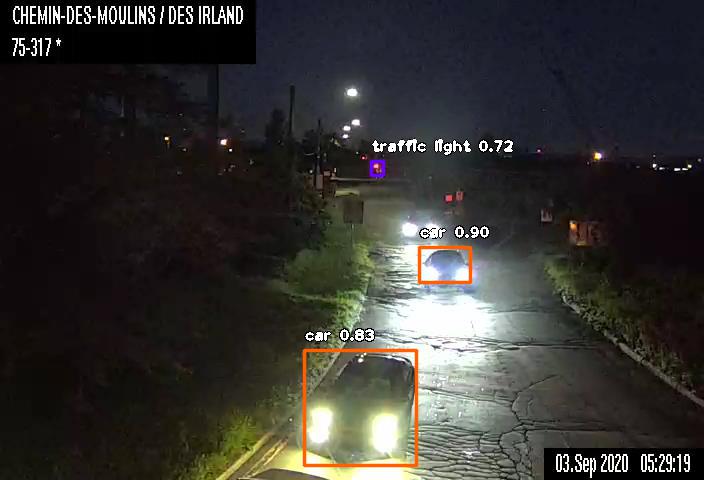 CHEMIN-DES-MOULINS / DES IRLAND
75-317 *
traffic light 0.72
car 0.90
car 0.83
03.Sep 2020 05:29:19